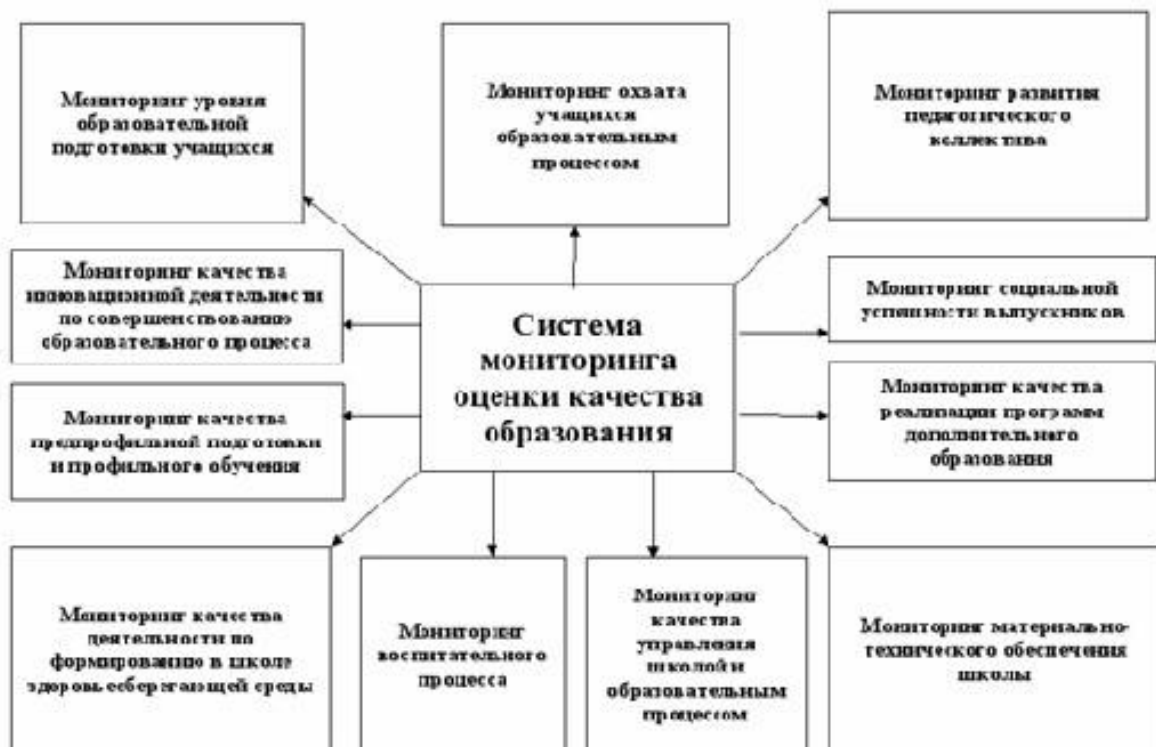 Мониторинг уровня
образовательной
подготовки учащихся
Мониторинг охвата
учащихся
образовательным
процессом
Мониторинг развития
педагогического
коллектива
Мониторинг качества
инновационной деятельности
по совершенствованию
образовательного процесса
Система
мониторинга
оценки качества
образования
Мониторинг социальной
успешности выпускников
Мониторинг качества
предпрофильной подготовки
и профильного обучения
Мониторинг качества
реализации программ
дополнительного
образования
Мониторинг качества
деятельности по
формированию в школе
здоровьесберегающей среды
Мониторинг
воспитательного
процесса
Мониторинг
качества
управления
школой и
образовательным
процессом
Мониторинг материально-
технического обеспечения
школы